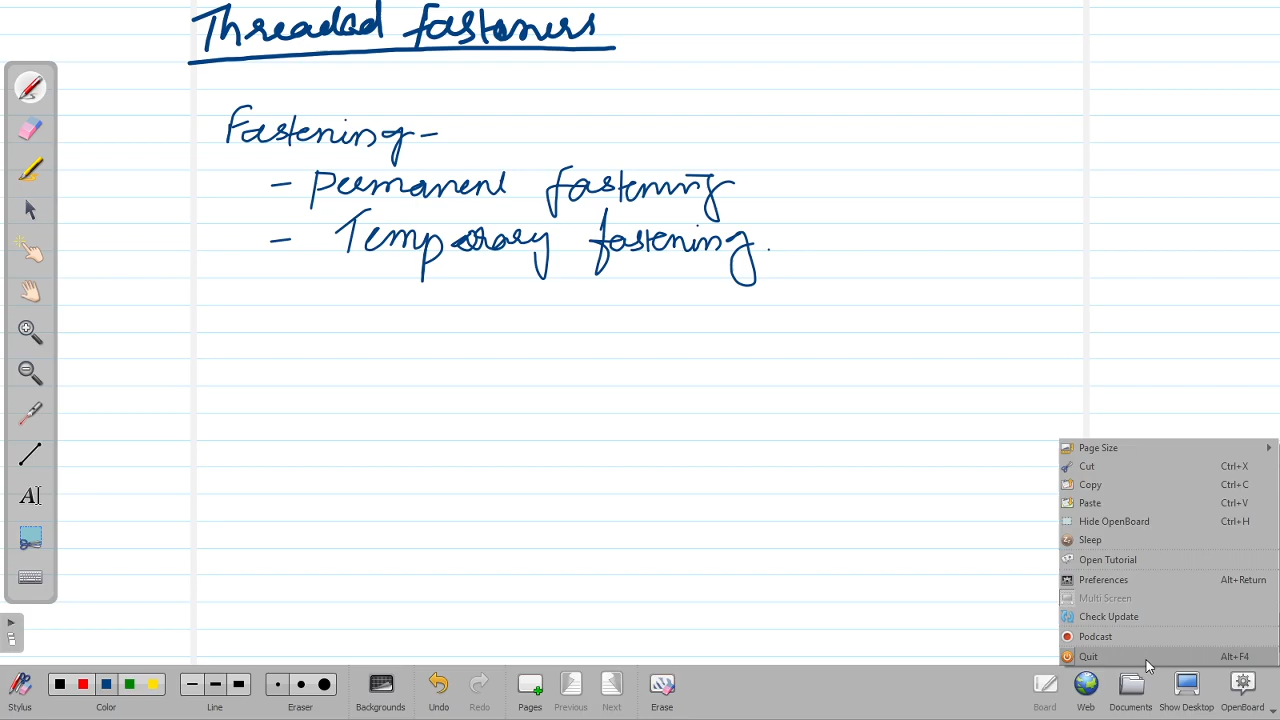 Threaded fasteners
Fastening -
- Permanent fastening
- Temporary fastening.
Page Size
Cut Ctrl+X
Copy Ctrl+C
Paste Ctrl+V
Hide OpenBoard Ctrl+H
Sleep
Open Tutorial
Preferences Alt+Return
Multi Screen
Check Update
Podcast
Quit Alt+F4
Stylus Color Line Eraser Backgrounds Undo Redo Pages Previous Next Erase Board Web Documents Show Desktop OpenBoard